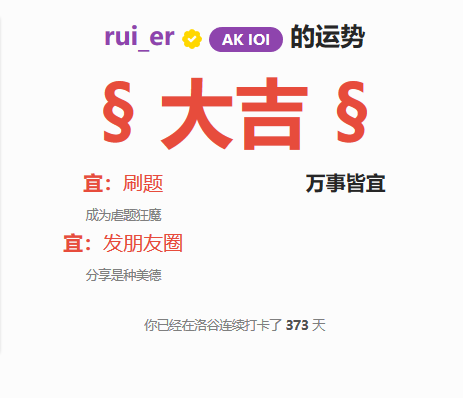 rui_er AK IOI 的运势
§ 大吉 §
宜：刷题
万事皆宜
成为虐题狂魔
宜：发朋友圈
分享是种美德
你已经在洛谷连续打卡了 373 天